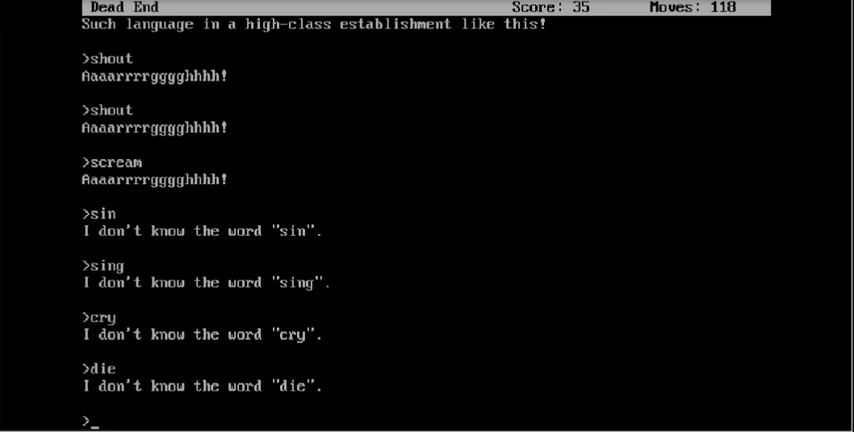 Dead End Score: 35 Moves: 118
Such language in a high-class establishment like this!
>shout
Aaaarrrrgggghhhh!
>shout
Aaaarrrrgggghhhh!
>scream
Aaaarrrrgggghhhh!
>sin
I don't know the word "sin".
>sing
I don't know the word "sing".
>cry
I don't know the word "cry".
>die
I don't know the word "die".
>_